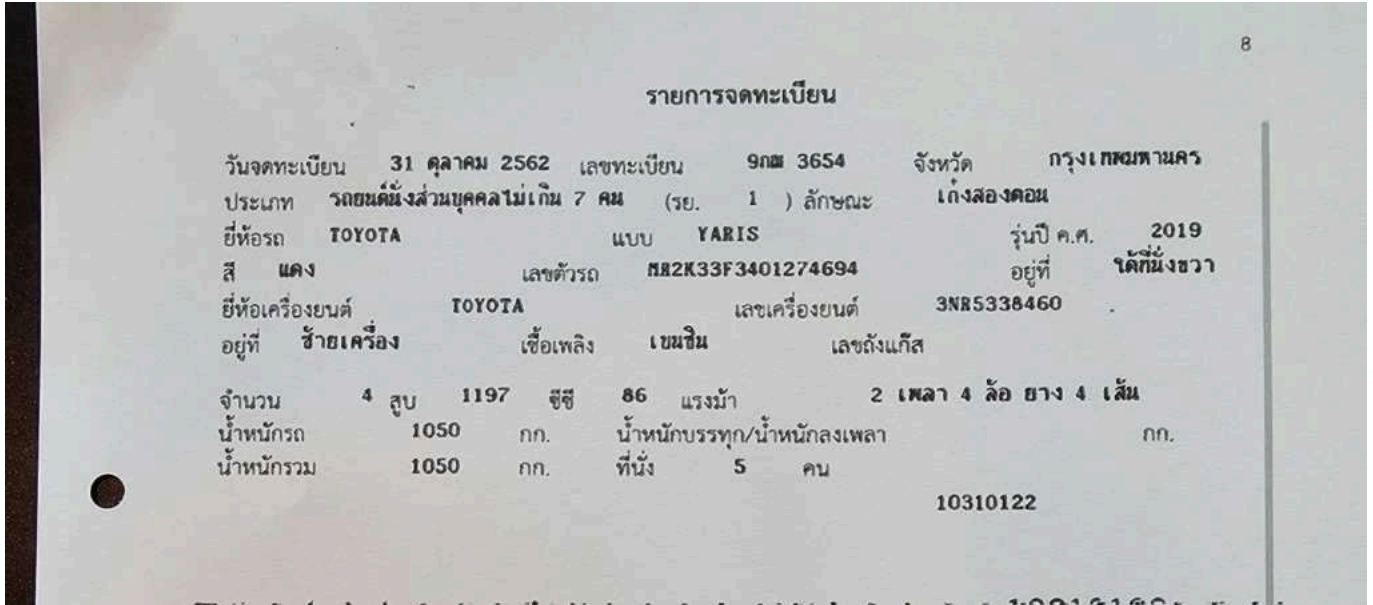 8
รายการจดทะเบียน
วันจดทะเบียน 31 ตุลาคม 2562 เลขทะเบียน 3654 จังหวัด กรุงเทพมหานคร
ประเภท รถยนต์นั่งส่วนบุคคลไม่เกิน 7 คน (รย. 1 ) ลักษณะ เก๋งสองตอน
ยี่ห้อรถ TOYOTA แบบ YARIS รุ่นปี ค.ศ. 2019
สี แดง เลขตัวรถ MR2K33F3401274694 อยู่ที่ ใต้ที่นั่งขวา
ยี่ห้อเครื่องยนต์ TOYOTA เลขเครื่องยนต์ 3NR5338460
อยู่ที่ ซ้ายเครื่อง เชื้อเพลิง เบนซิน เลขถังแก๊ส
จำนวน 4 สูบ 1197 ซีซี 86 แรงม้า 2 เพลา 4 ล้อ ยาง 4 เส้น
น้ำหนักรถ 1050 กก. น้ำหนักบรรทุก/น้ำหนักลงเพลา กก.
น้ำหนักรวม 1050 กก. ที่นั่ง 5 คน
10310122